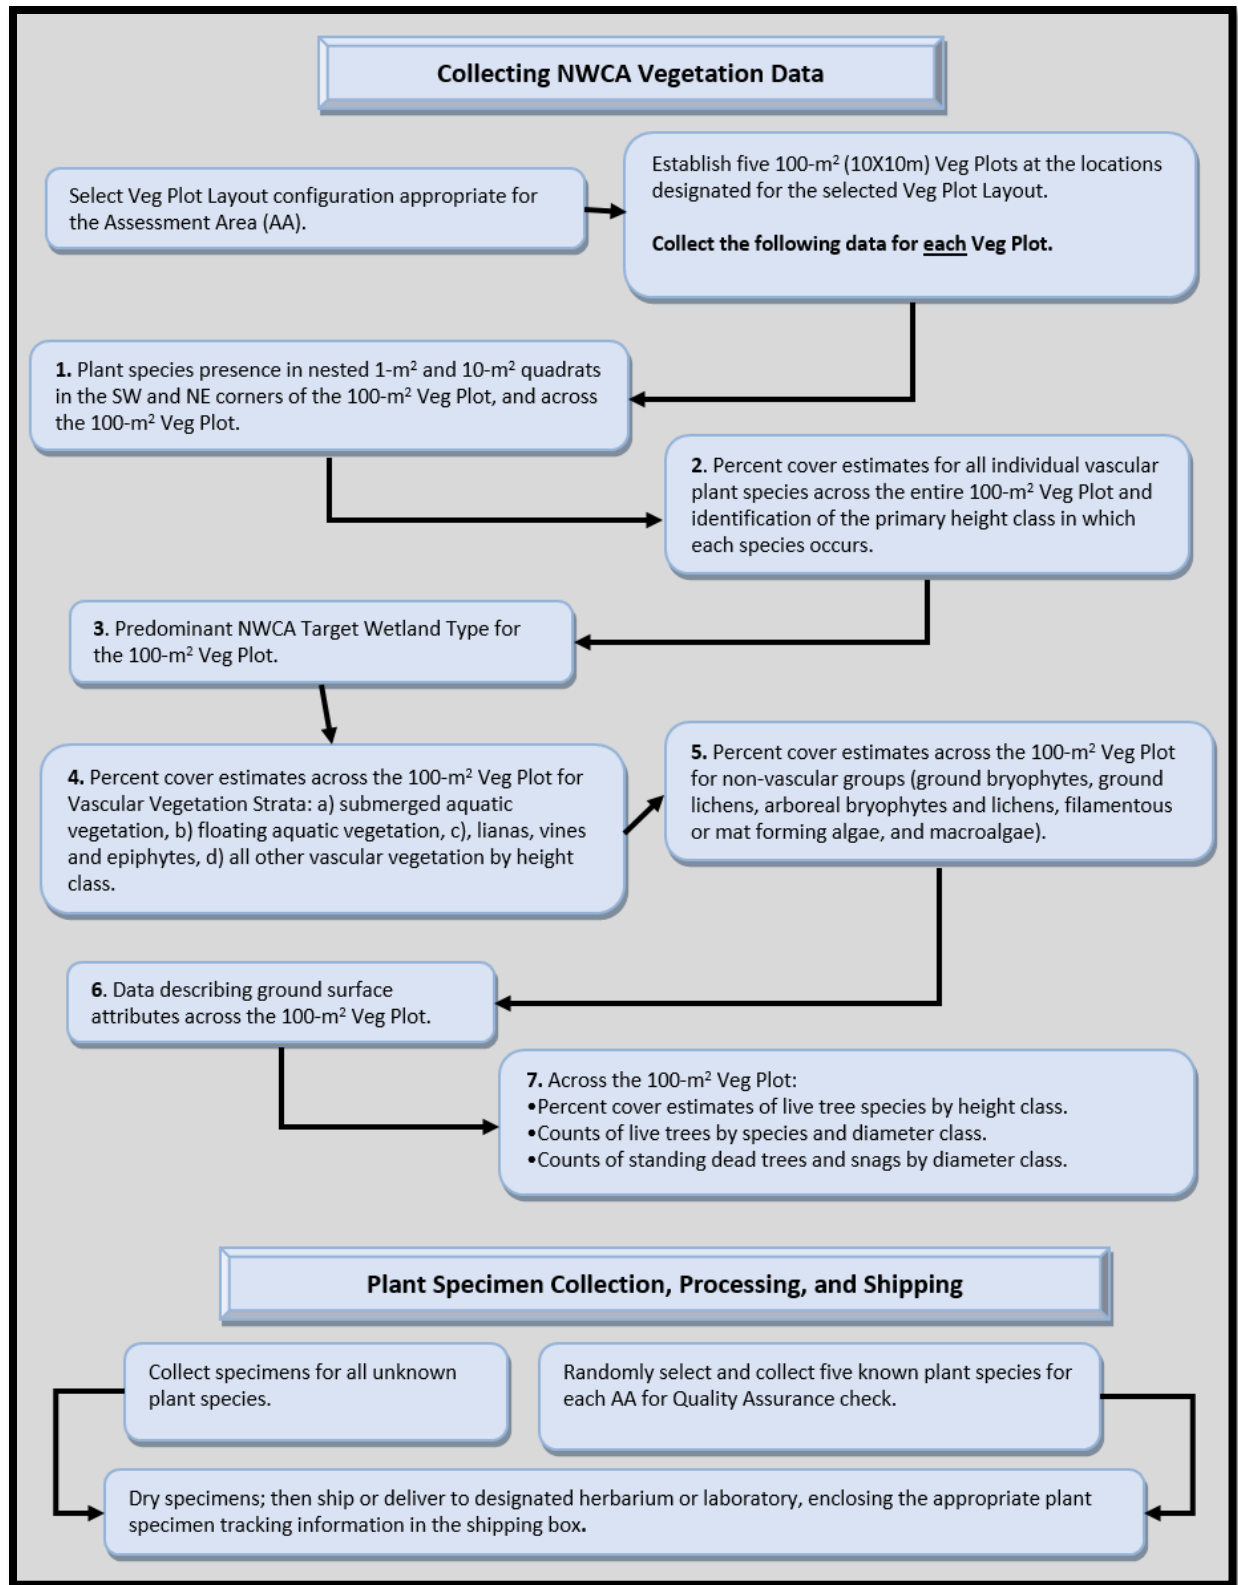 Collecting NWCA Vegetation Data
Select Veg Plot Layout configuration appropriate for
the Assessment Area (AA).
Establish five 100-m² (10X10m) Veg Plots at the locations
designated for the selected Veg Plot Layout.
Collect the following data for each Veg Plot.
1. Plant species presence in nested 1-m² and 10-m² quadrats
in the SW and NE corners of the 100-m² Veg Plot, and across
the 100-m² Veg Plot.
2. Percent cover estimates for all individual vascular
plant species across the entire 100-m² Veg Plot and
identification of the primary height class in which
each species occurs.
3. Predominant NWCA Target Wetland Type for
the 100-m² Veg Plot.
4. Percent cover estimates across the 100-m² Veg Plot for
Vascular Vegetation Strata: a) submerged aquatic
vegetation, b) floating aquatic vegetation, c), lianas, vines
and epiphytes, d) all other vascular vegetation by height
class.
5. Percent cover estimates across the 100-m² Veg Plot
for non-vascular groups (ground bryophytes, ground
lichens, arboreal bryophytes and lichens, filamentous
or mat forming algae, and macroalgae).
6. Data describing ground surface
attributes across the 100-m² Veg Plot.
7. Across the 100-m² Veg Plot:
•Percent cover estimates of live tree species by height class.
•Counts of live trees by species and diameter class.
•Counts of standing dead trees and snags by diameter class.
Plant Specimen Collection, Processing, and Shipping
Collect specimens for all unknown
plant species.
Randomly select and collect five known plant species for
each AA for Quality Assurance check.
Dry specimens; then ship or deliver to designated herbarium or laboratory, enclosing the appropriate plant
specimen tracking information in the shipping box.